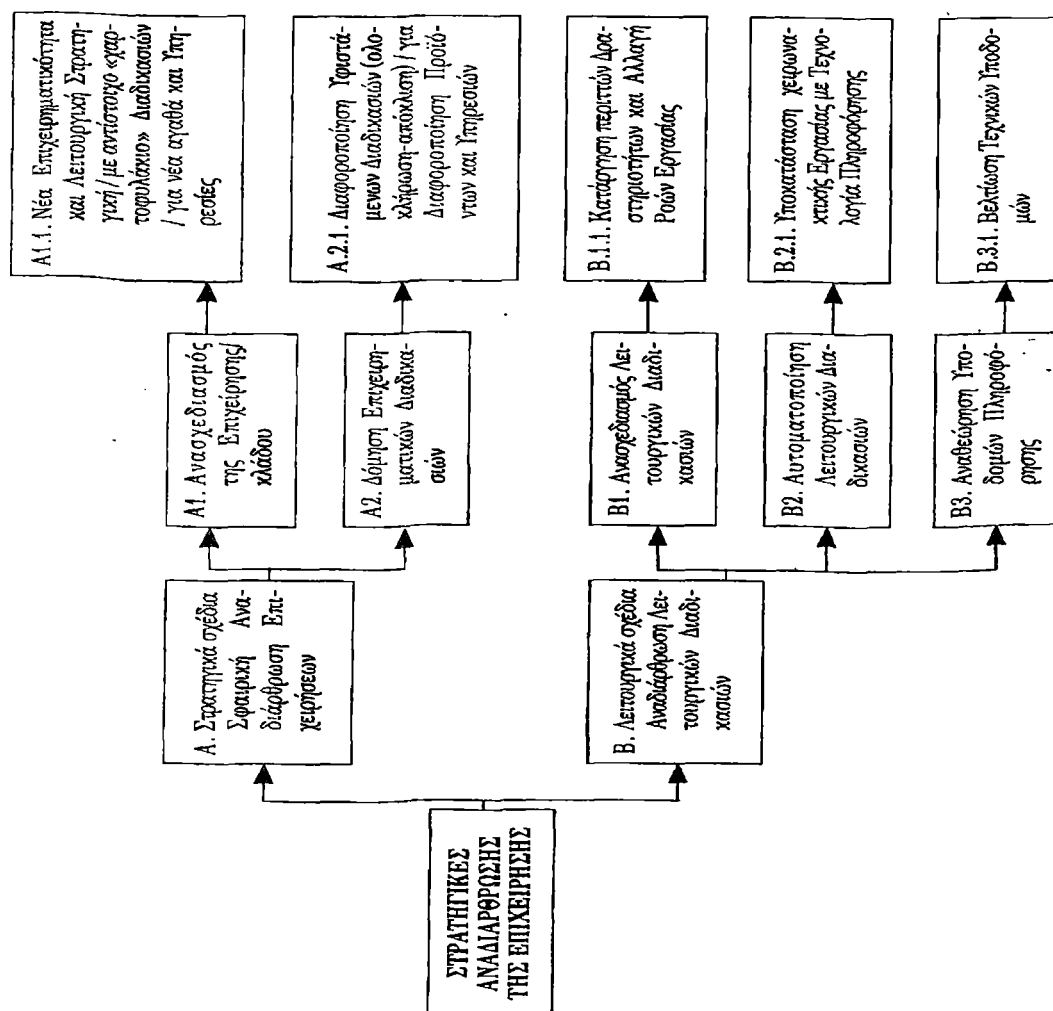 ΣΤΡΑΤΗΓΙΚΕΣ
ΑΝΑΔΙΑΡΘΡΩΣΗΣ
ΤΗΣ ΕΠΙΧΕΙΡΗΣΗΣ
Α. Στρατηγικά σχέδια
Σφαιρική Ανα-
διάρθρωση Επι-
χειρήσεων
Α1. Ανασχεδιασμός
της Επιχείρησης/
κλάδου
Α1.1. Νέα Επιχειρηματικότητα
και Λειτουργική Στρατη-
γική / με αντίστοιχο «χαρ-
τοφυλάκιο» Διαδικασιών
/ για νέα αγαθά και Υπη-
ρεσίες
Α2. Δόμηση Επιχειρη-
ματικών Διαδικα-
σιών
Α.2.1. Διαφοροποίηση Υφιστά-
μενων Διαδικασιών (ολο-
κλήρωση-απόκλιση) / για
Διαφοροποίηση Προϊό-
ντων και Υπηρεσιών
Β. Λειτουργικά σχέδια
Αναδιάρθρωση Λει-
τουργικών Διαδι-
κασιών
Β1. Ανασχεδιασμός Λει-
τουργικών Διαδι-
κασιών
Β.1.1. Κατάργηση περιττών Δρα-
στηριοτήτων και Αλλαγή
Ροών Εργασίας
Β2. Αυτοματοποίηση
Λειτουργικών Δια-
δικασιών
Β.2.1. Υποκατάσταση χειρωνα-
κτικής Εργασίας με Τεχνο-
λογία Πληροφόρησης
Β3. Αναθεώρηση Υπο-
δομών Πληροφό-
ρησης
Β.3.1. Βελτίωση Τεχνικών Υποδο-
μών